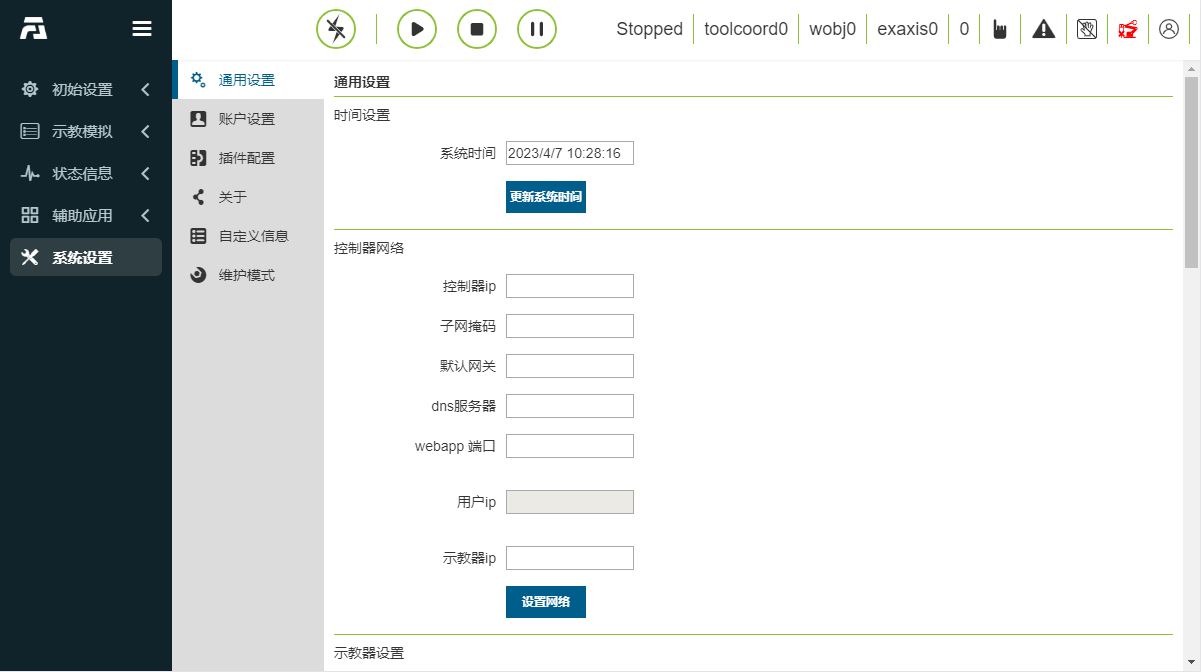 Stopped toolcoord0 wobj0 exaxis0 0
初始设置
示教模拟
状态信息
辅助应用
系统设置
通用设置
账户设置
插件配置
关于
自定义信息
维护模式
通用设置
时间设置
系统时间 2023/4/7 10:28:16
更新系统时间
控制器网络
控制器ip
子网掩码
默认网关
dns服务器
webapp 端口
用户ip
示教器ip
设置网络
示教器设置